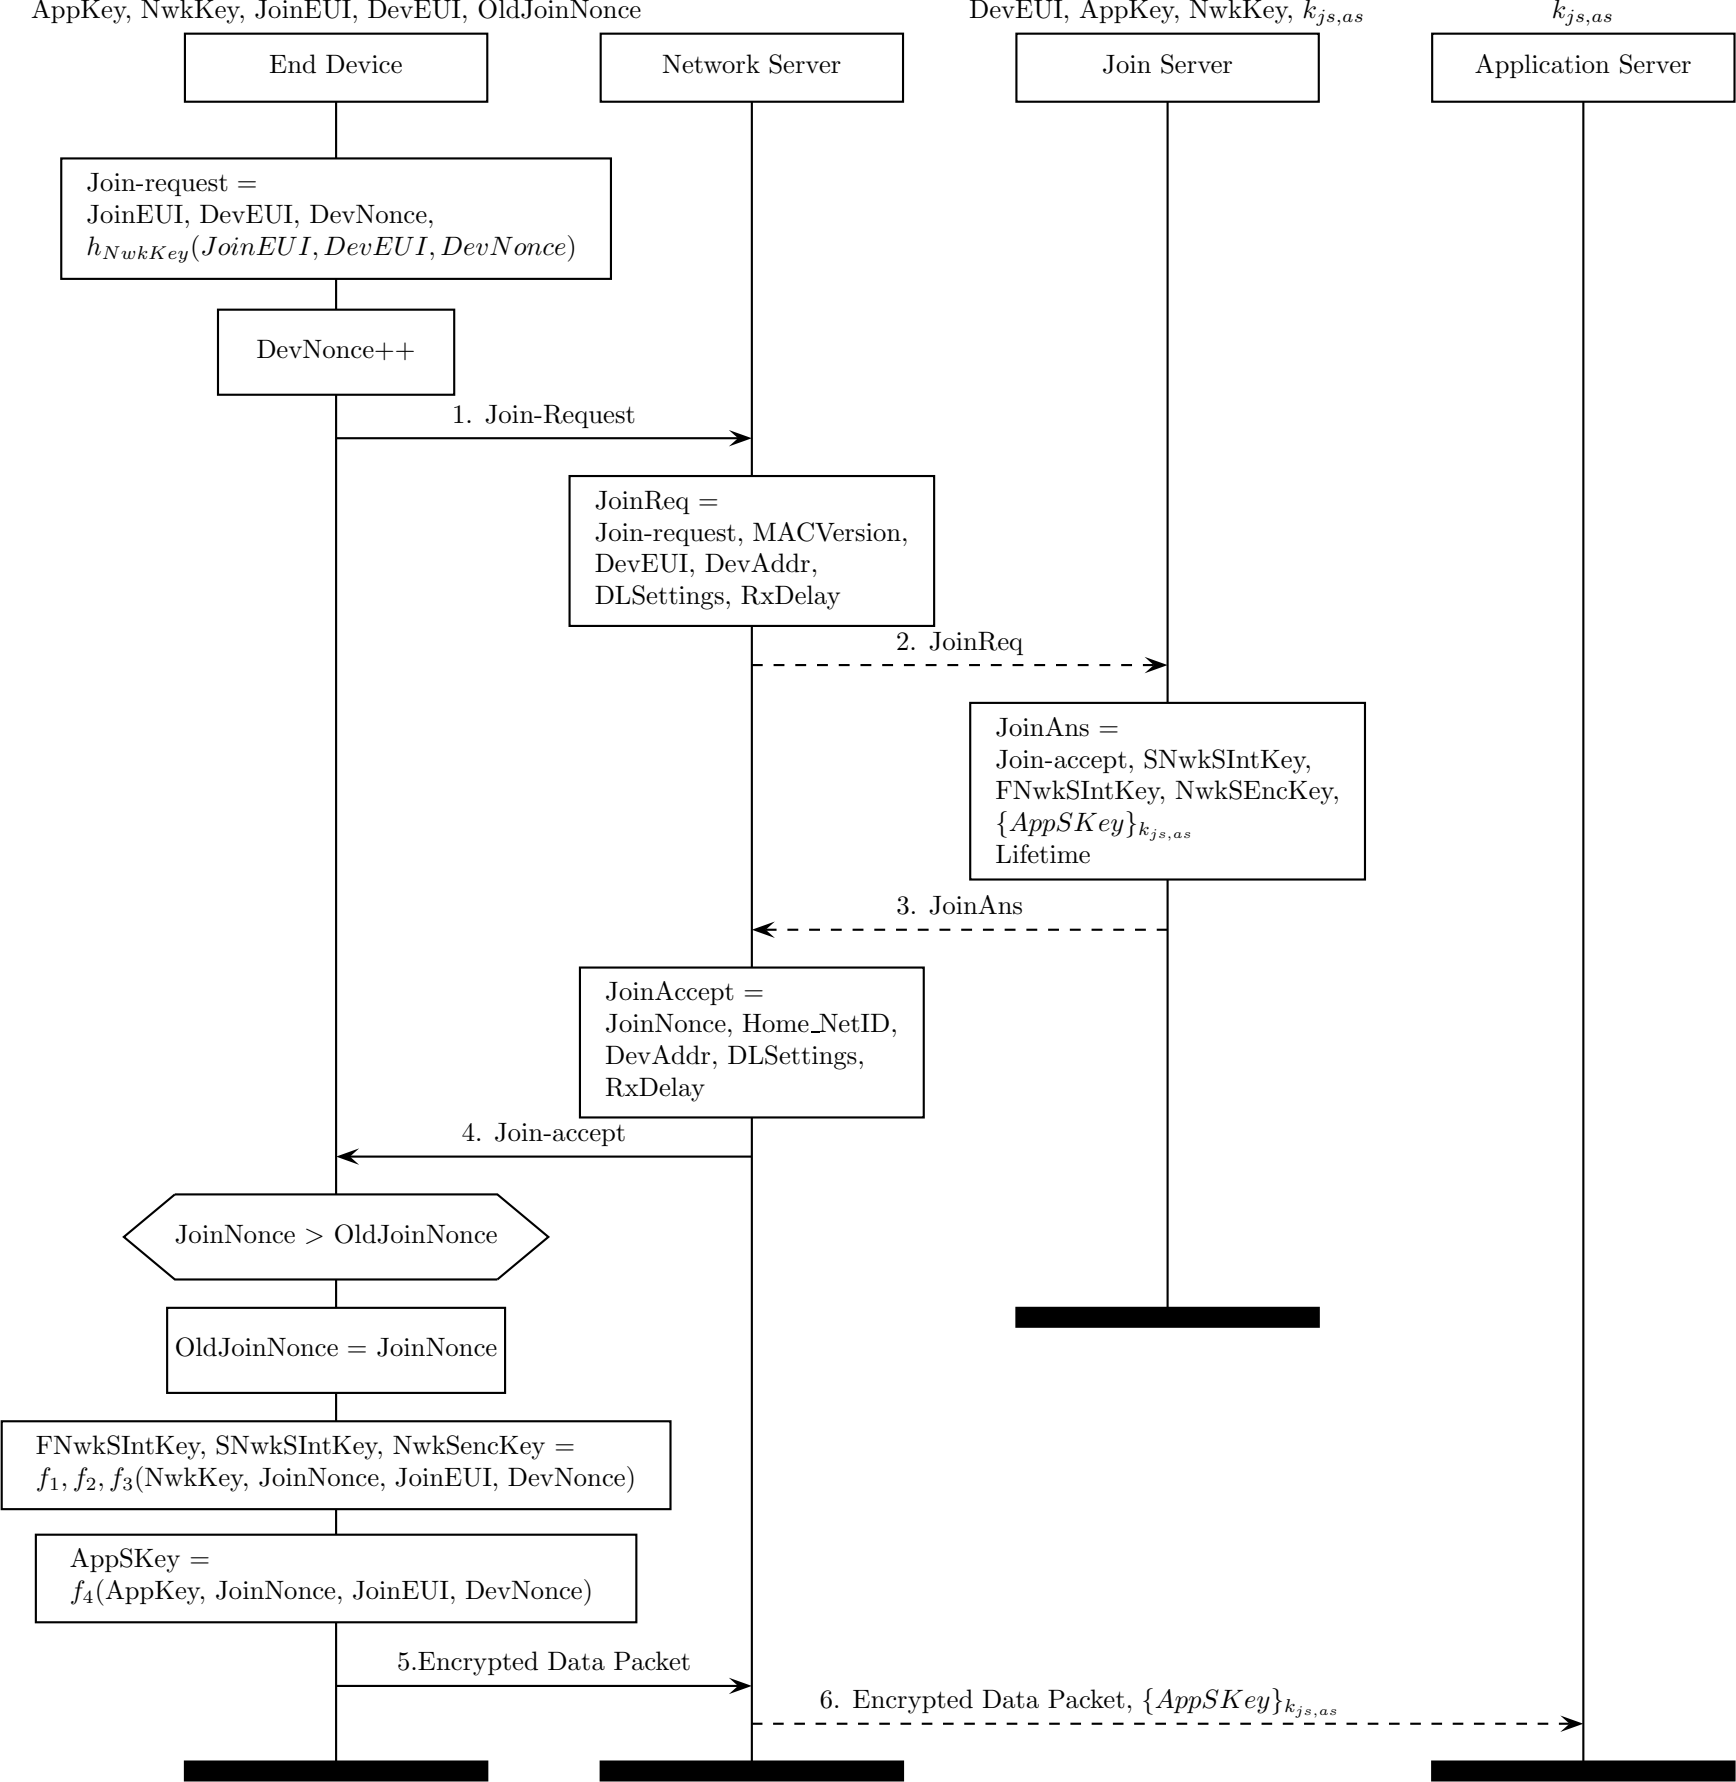 AppKey, NwkKey, JoinEUI, DevEUI, OldJoinNonce
DevEUI, AppKey, NwkKey, k_{js,as}
k_{js,as}
End Device
Network Server
Join Server
Application Server
Join-request =
JoinEUI, DevEUI, DevNonce,
h_{NwkKey}(JoinEUI, DevEUI, DevNonce)
DevNonce++
1. Join-Request
JoinReq =
Join-request, MACVersion,
DevEUI, DevAddr,
DLSettings, RxDelay
2. JoinReq
JoinAns =
Join-accept, SNwkSIntKey,
FNwkSIntKey, NwkSEncKey,
{AppSKey}_{k_{js,as}}
Lifetime
3. JoinAns
JoinAccept =
JoinNonce, Home_NetID,
DevAddr, DLSettings,
RxDelay
4. Join-accept
JoinNonce > OldJoinNonce
OldJoinNonce = JoinNonce
FNwkSIntKey, SNwkSIntKey, NwkSencKey =
f_1, f_2, f_3(NwkKey, JoinNonce, JoinEUI, DevNonce)
AppSKey =
f_4(AppKey, JoinNonce, JoinEUI, DevNonce)
5.Encrypted Data Packet
6. Encrypted Data Packet, {AppSKey}_{k_{js,as}}